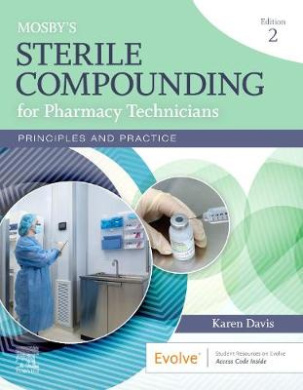 MOSBY'S
Edition
2
STERILE
COMPOUNDING
for Pharmacy Technicians
PRINCIPLES AND PRACTICE
Karen Davis
ELSEVIER
Evolve®
Student Resources on Evolve
Access Code Inside